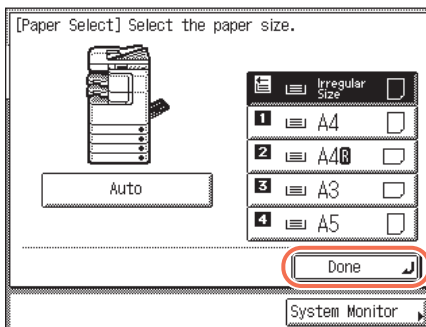 [Paper Select] Select the paper size.
Irregular
Size
1 A4
2 A4R
Auto
3 A3
4 A5
Done
System Monitor